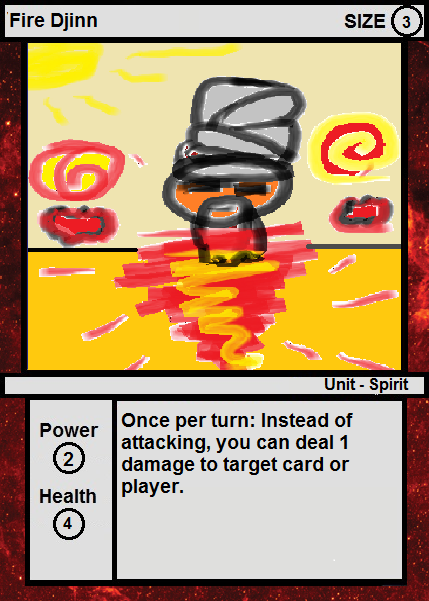 Fire Djinn
SIZE 3
Unit - Spirit
Power
2
Health
4
Once per turn: Instead of
attacking, you can deal 1
damage to target card or
player.